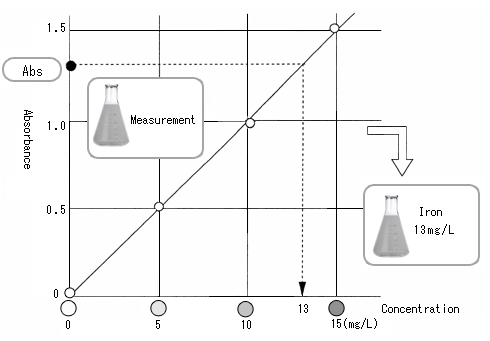 1.5
Abs
Measurement
1.0
Absorbance
Iron
13mg/L
0.5
0
0
5
10
13
15(mg/L)
Concentration